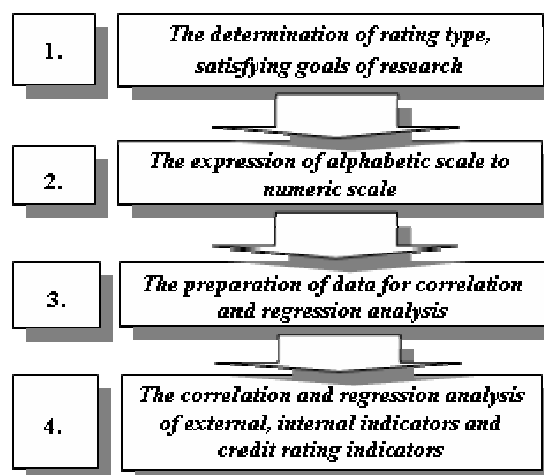 1.
The determination of rating type,
satisfying goals of research
2.
The expression of alphabetic scale to
numeric scale
3.
The preparation of data for correlation
and regression analysis
4.
The correlation and regression analysis
of external, internal indicators and
credit rating indicators